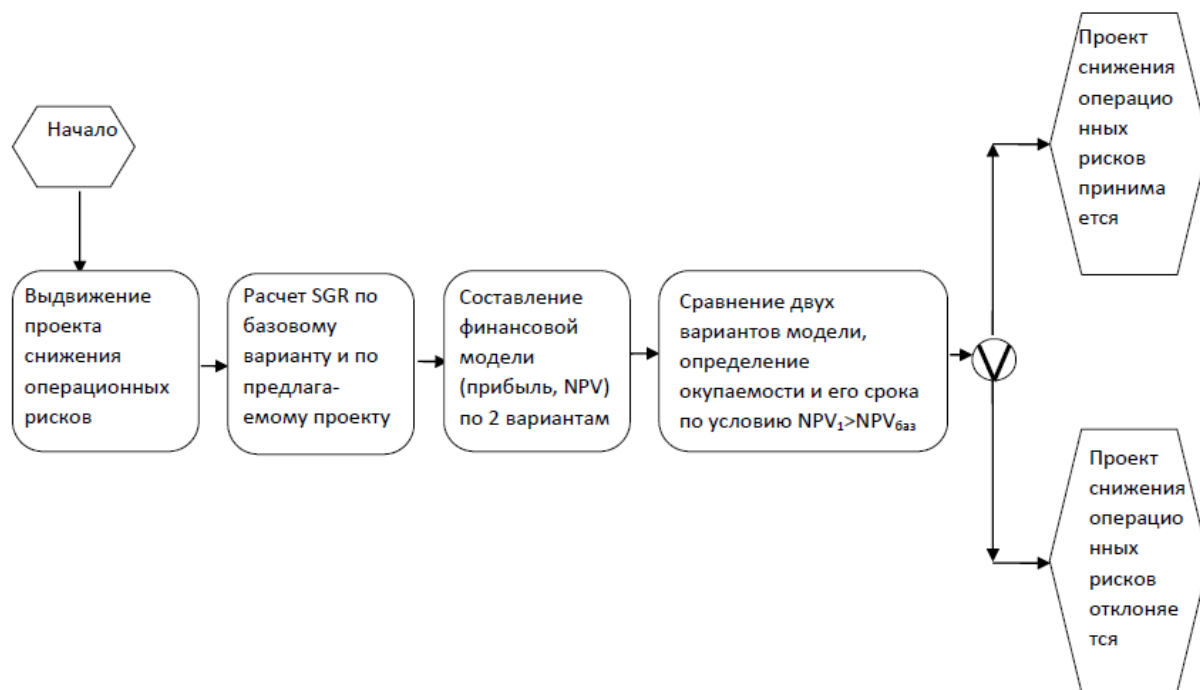 Начало
Выдвижение
проекта
снижения
операционных
рисков
Расчет SGR по
базовому
варианту и по
предлага-
емому проекту
Составление
финансовой
модели
(прибыль, NPV)
по 2 вариантам
Сравнение двух
вариантов модели,
определение
окупаемости и его срока
по условию NPV₁>NPVбаз
V
Проект
снижения
операцио
нных
рисков
принима
ется
Проект
снижения
операцио
нных
рисков
отклоняе
тся